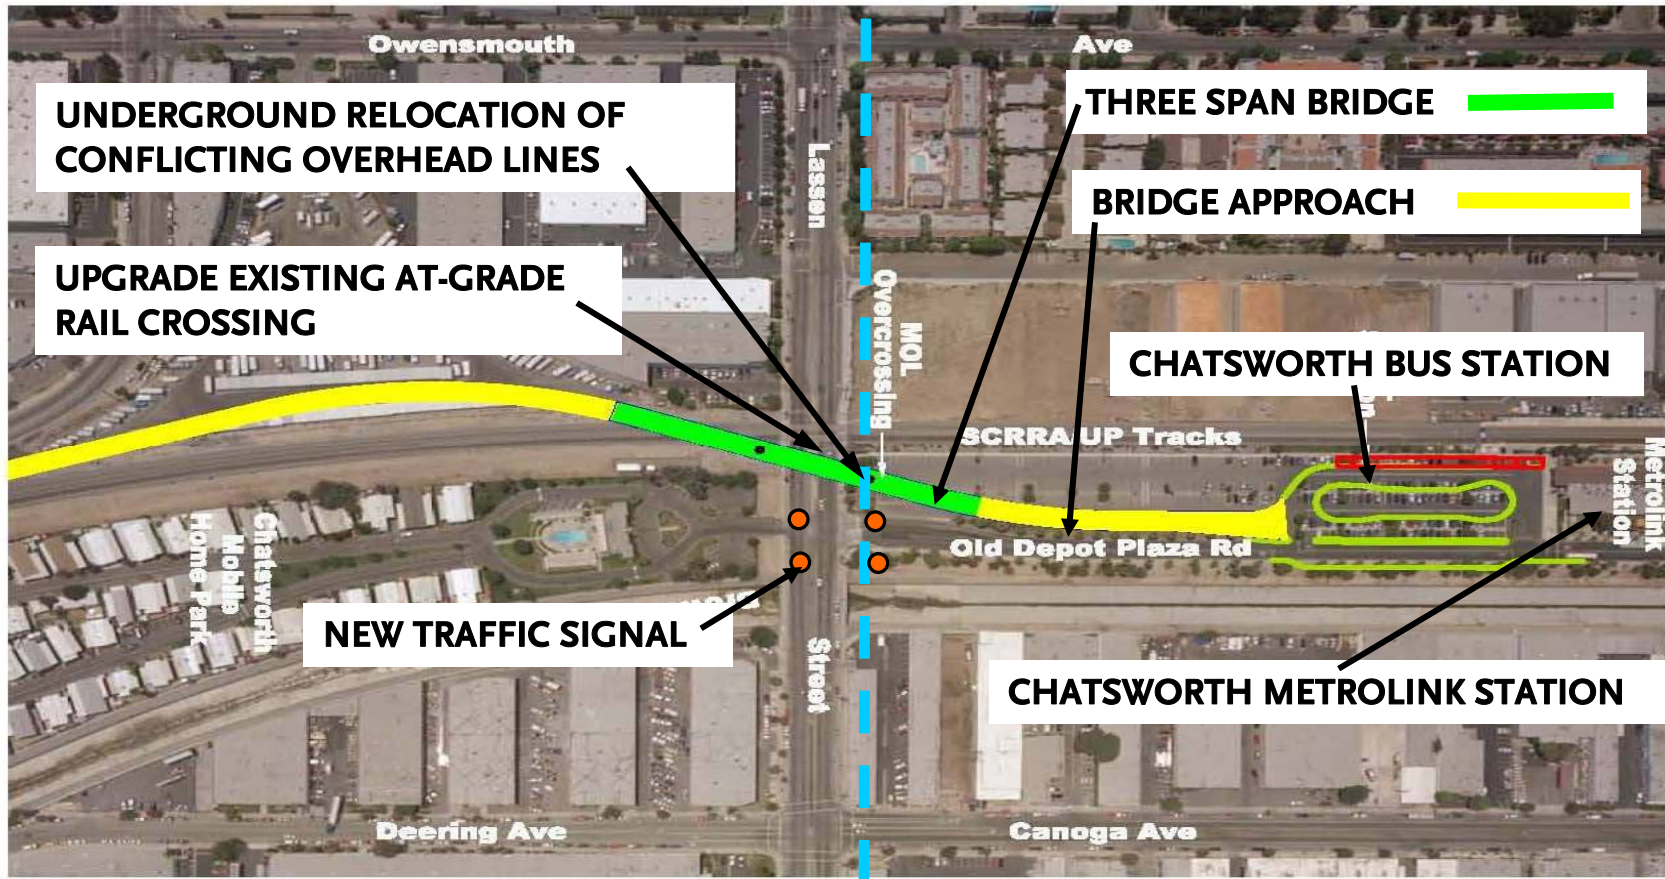 Owensmouth Ave
UNDERGROUND RELOCATION OF
CONFLICTING OVERHEAD LINES
THREE SPAN BRIDGE
BRIDGE APPROACH
Lassen
UPGRADE EXISTING AT-GRADE
RAIL CROSSING
MOL
Overcrossing
CHATSWORTH BUS STATION
SCRRA/UP Tracks
Metrolink
Station
Old Depot Plaza Rd
Chatsworth
Mobile
Home Park
NEW TRAFFIC SIGNAL
Street
CHATSWORTH METROLINK STATION
Deering Ave
Canoga Ave